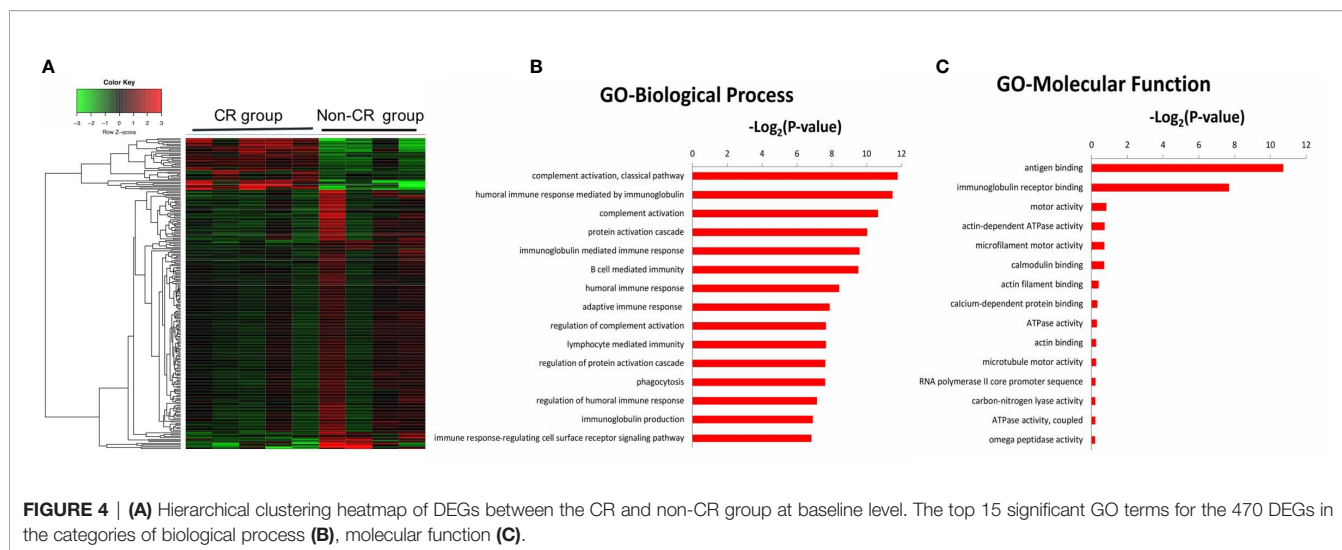 A
Color Key
-3 -2 -1 0 1 2 3
Row Z-score
CR group
Non-CR group
B
GO-Biological Process
-Log2(P-value)
0 2 4 6 8 10 12
complement activation, classical pathway
humoral immune response mediated by immunoglobulin
complement activation
protein activation cascade
immunoglobulin mediated immune response
B cell mediated immunity
humoral immune response
adaptive immune response
regulation of complement activation
lymphocyte mediated immunity
regulation of protein activation cascade
phagocytosis
regulation of humoral immune response
immunoglobulin production
immune response-regulating cell surface receptor signaling pathway
C
GO-Molecular Function
-Log2(P-value)
0 2 4 6 8 10 12
antigen binding
immunoglobulin receptor binding
motor activity
actin-dependent ATPase activity
microfilament motor activity
calmodulin binding
actin filament binding
calcium-dependent protein binding
ATPase activity
actin binding
microtubule motor activity
RNA polymerase II core promoter sequence
carbon-nitrogen lyase activity
ATPase activity, coupled
omega peptidase activity
FIGURE 4 | (A) Hierarchical clustering heatmap of DEGs between the CR and non-CR group at baseline level. The top 15 significant GO terms for the 470 DEGs in
the categories of biological process (B), molecular function (C).